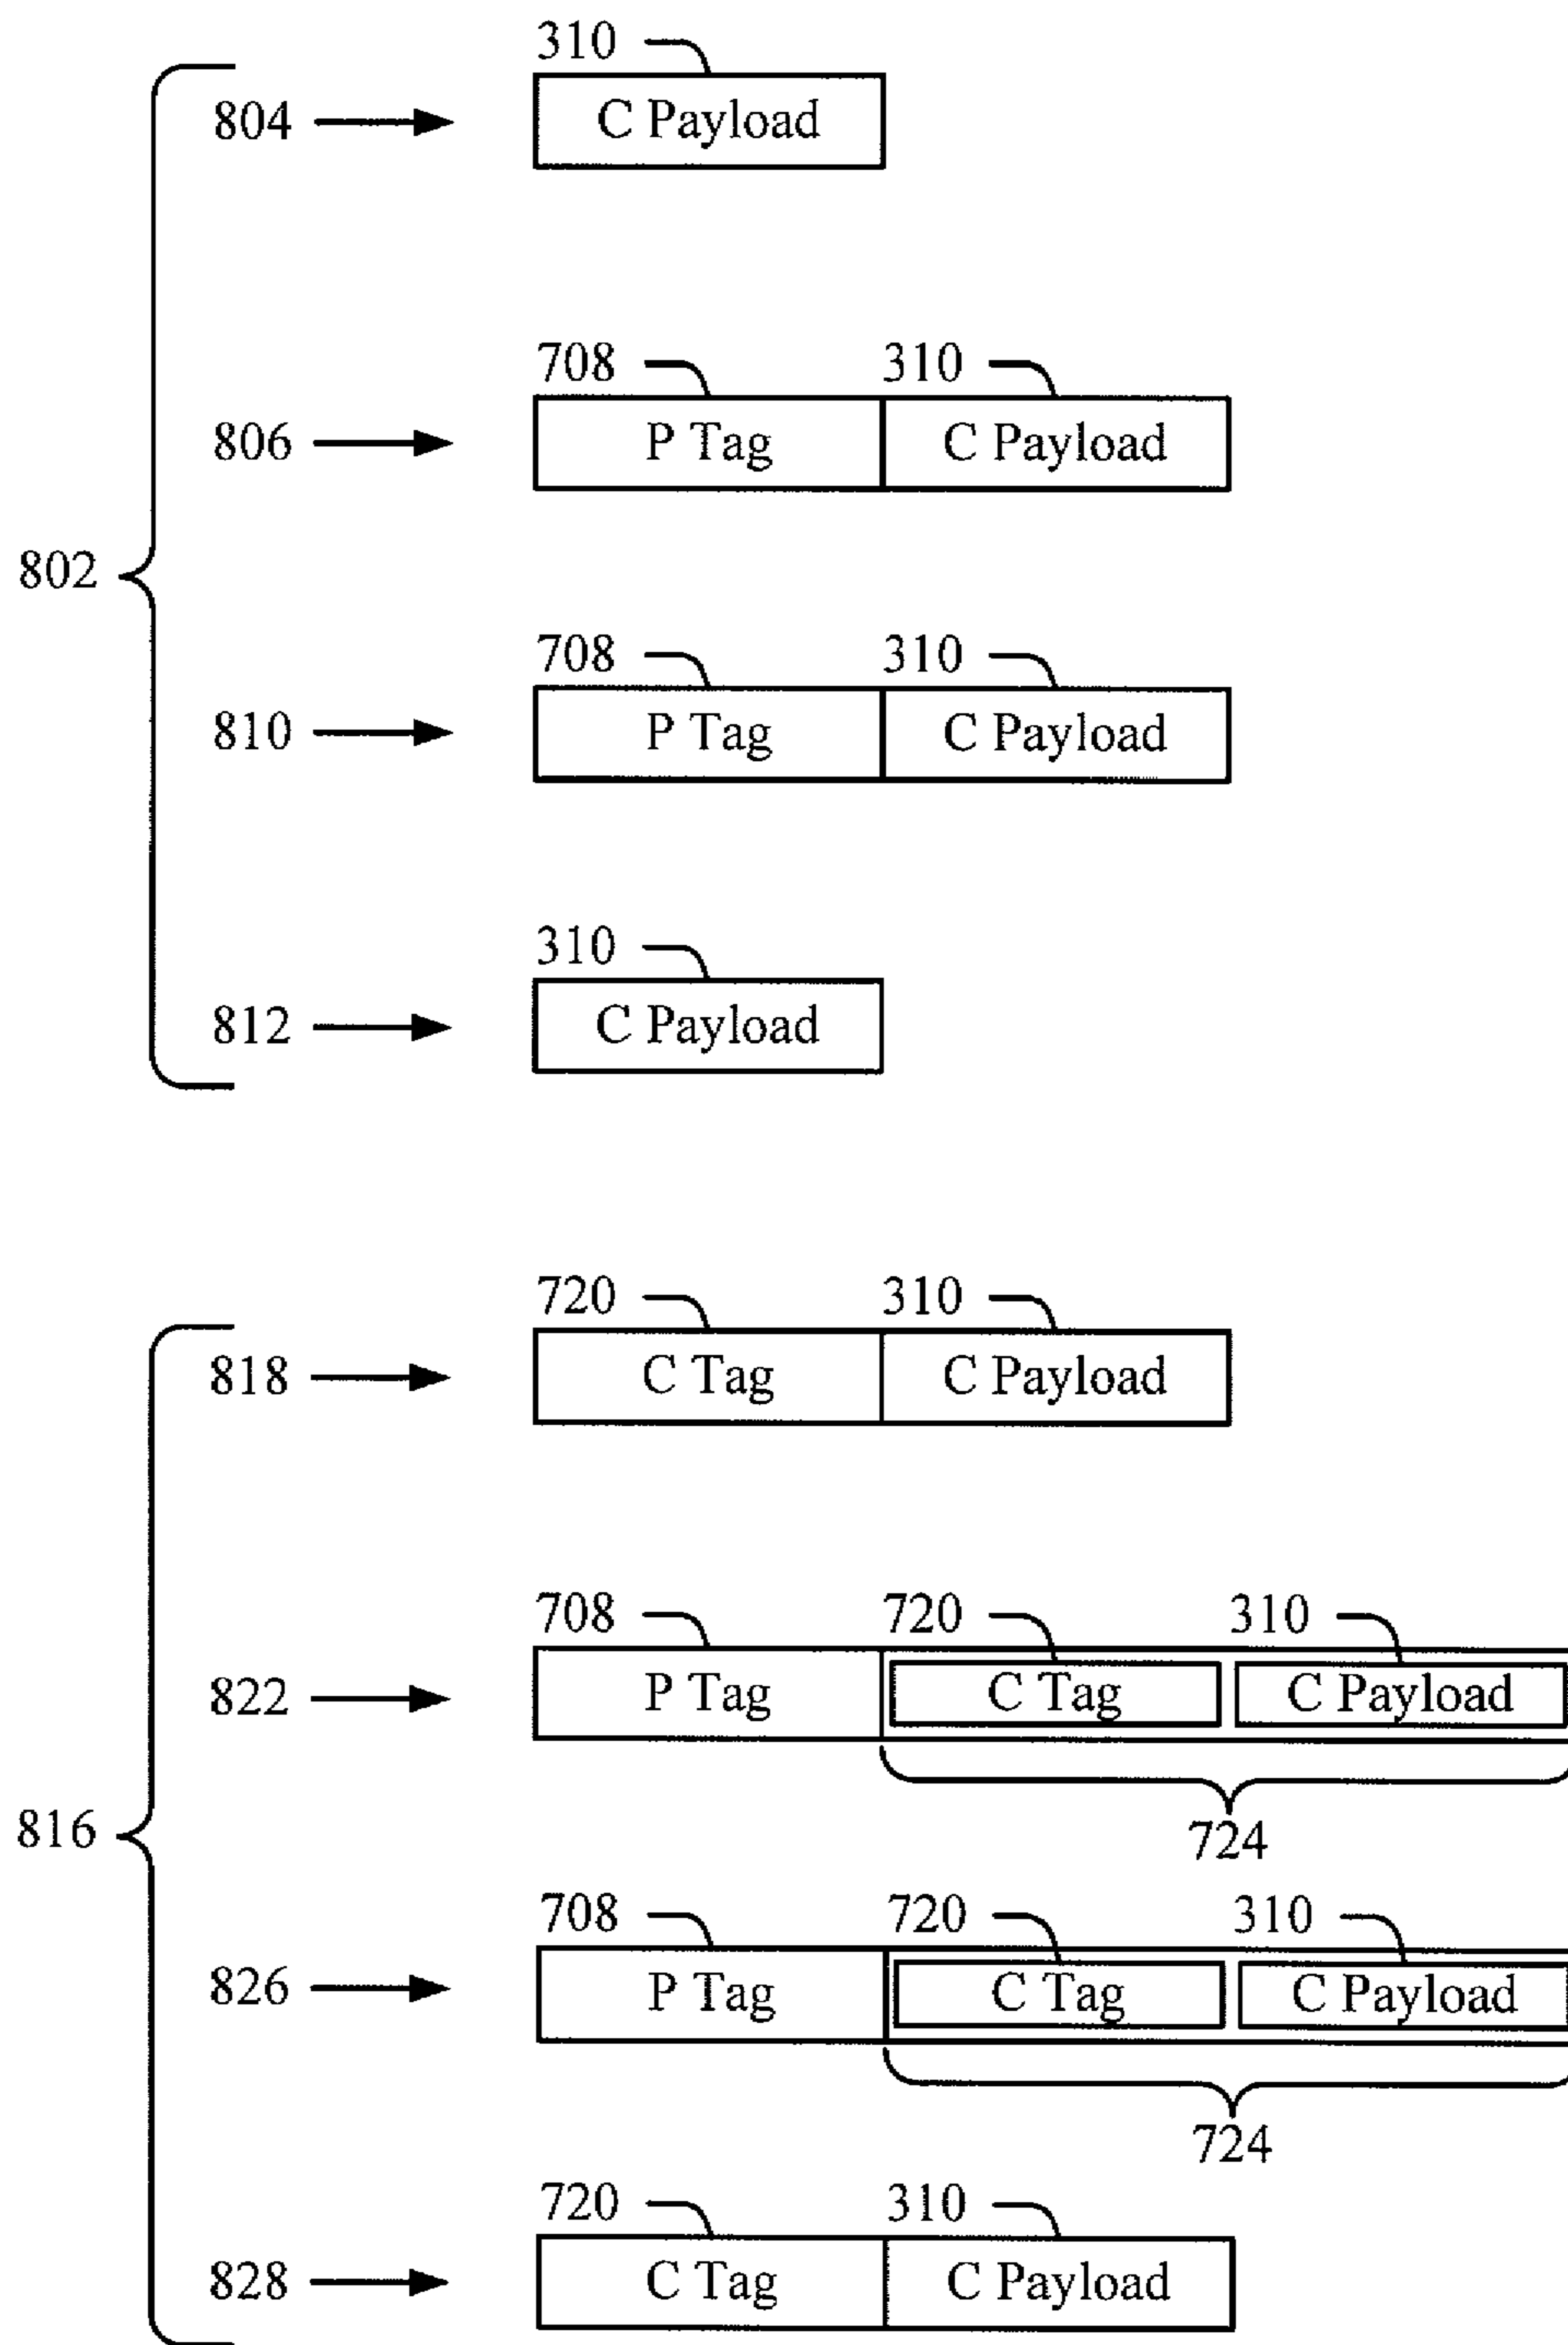 310
804 C Payload
708 310
806 P Tag C Payload
802
708 310
810 P Tag C Payload
310
812 C Payload
720 310
818 C Tag C Payload
708 720 310
822 P Tag C Tag C Payload
724
816
708 720 310
826 P Tag C Tag C Payload
724
720 310
828 C Tag C Payload